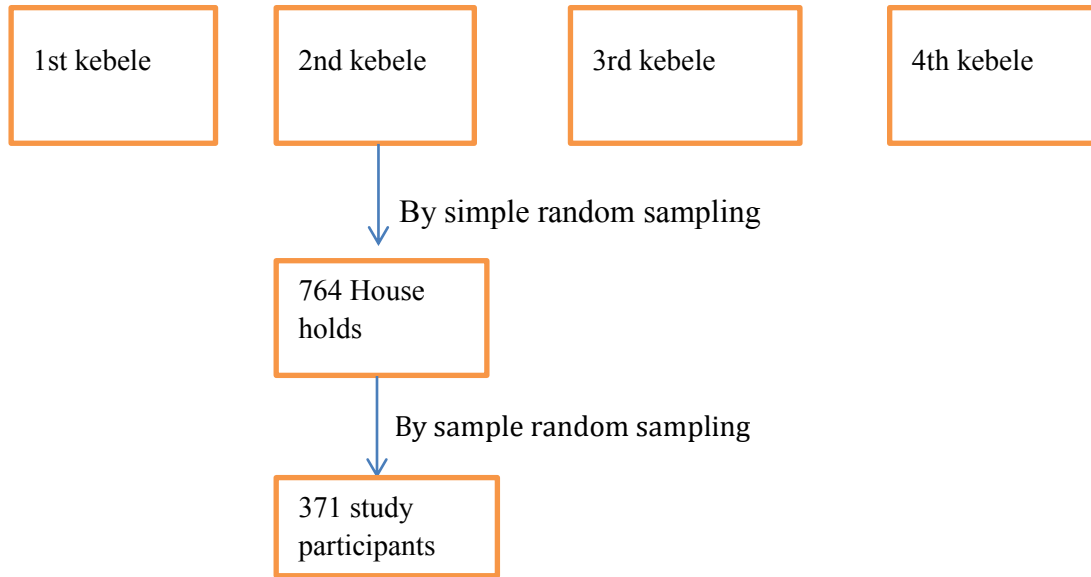 1st kebele
2nd kebele
3rd kebele
4th kebele
By simple random sampling
764 House
holds
By sample random sampling
371 study
participants